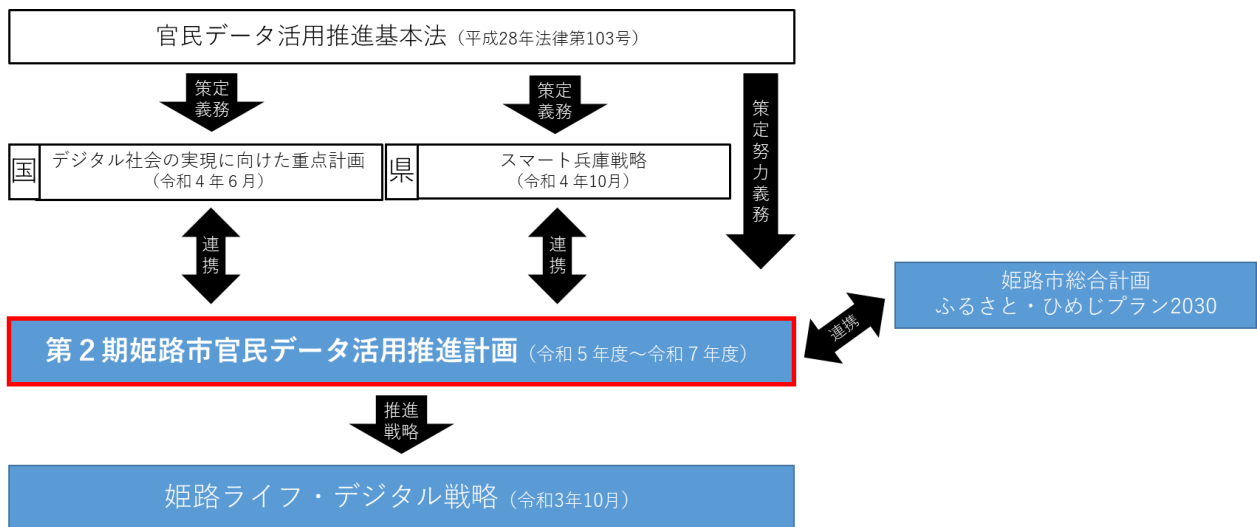 官民データ活用推進基本法（平成28年法律第103号）
策定
義務
策定
義務
策定努力義務
国
デジタル社会の実現に向けた重点計画
（令和４年６月）
県
スマート兵庫戦略
（令和４年10月）
連携
連携
姫路市総合計画
ふるさと・ひめじプラン2030
連携
第２期姫路市官民データ活用推進計画（令和５年度～令和７年度）
推進
戦略
姫路ライフ・デジタル戦略（令和3年10月）